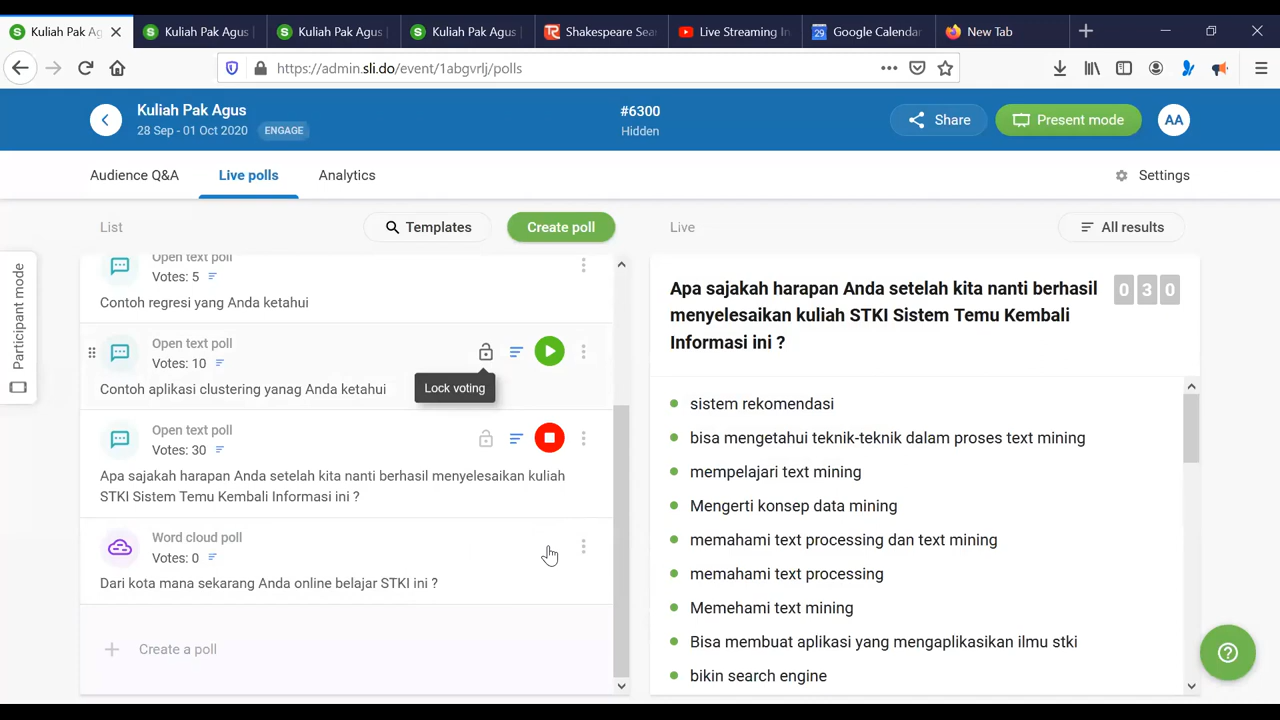 Kuliah Pak Ag
Kuliah Pak Agus
Kuliah Pak Agus
Kuliah Pak Agus
Shakespeare Sea
Live Streaming In
29
Google Calendar
New Tab
https://admin.sli.do/event/1abgvrlj/polls
Kuliah Pak Agus
28 Sep - 01 Oct 2020
ENGAGE
#6300
Hidden
Share
Present mode
AA
Audience Q&A
Live polls
Analytics
Settings
Participant mode
List
Templates
Create poll
Open text poll
Votes: 5
Contoh regresi yang Anda ketahui
Open text poll
Votes: 10
Lock voting
Contoh aplikasi clustering yanag Anda ketahui
Open text poll
Votes: 30
Apa sajakah harapan Anda setelah kita nanti berhasil menyelesaikan kuliah
STKI Sistem Temu Kembali Informasi ini ?
Word cloud poll
Votes: 0
Dari kota mana sekarang Anda online belajar STKI ini ?
Create a poll
Live
All results
Apa sajakah harapan Anda setelah kita nanti berhasil
menyelesaikan kuliah STKI Sistem Temu Kembali
Informasi ini ?
0 3 0
sistem rekomendasi
bisa mengetahui teknik-teknik dalam proses text mining
mempelajari text mining
Mengerti konsep data mining
memahami text processing dan text mining
memahami text processing
Memehami text mining
Bisa membuat aplikasi yang mengaplikasikan ilmu stki
bikin search engine